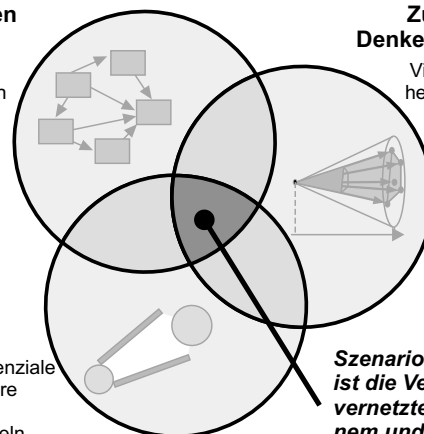 en
Zu
Denke
Vi
n
he
enziale
re
eln
Szenario
ist die Ve
vernetzte
nem und